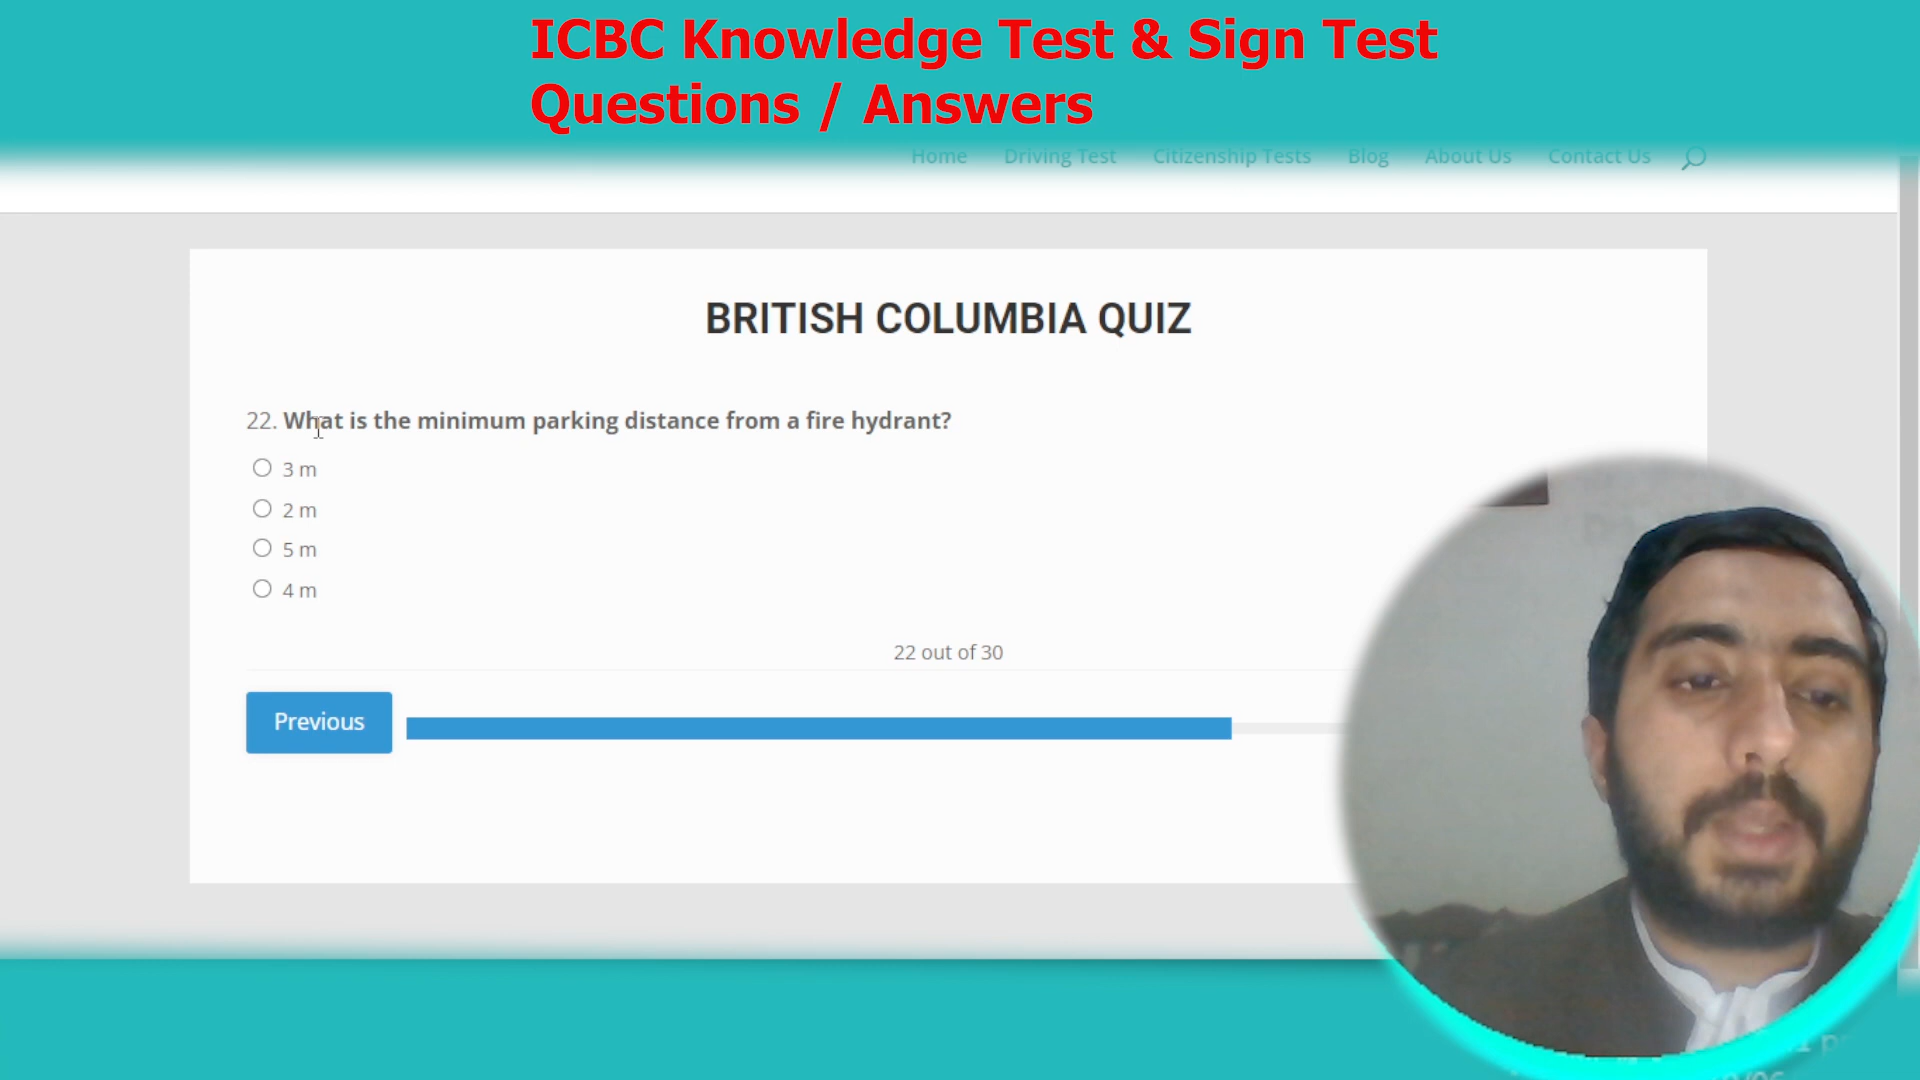 ICBC Knowledge Test & Sign Test
Questions / Answers
Home Driving Test Citizenship Tests Blog About Us Contact Us
BRITISH COLUMBIA QUIZ
22. What is the minimum parking distance from a fire hydrant?
3 m
2 m
5 m
4 m
22 out of 30
Previous